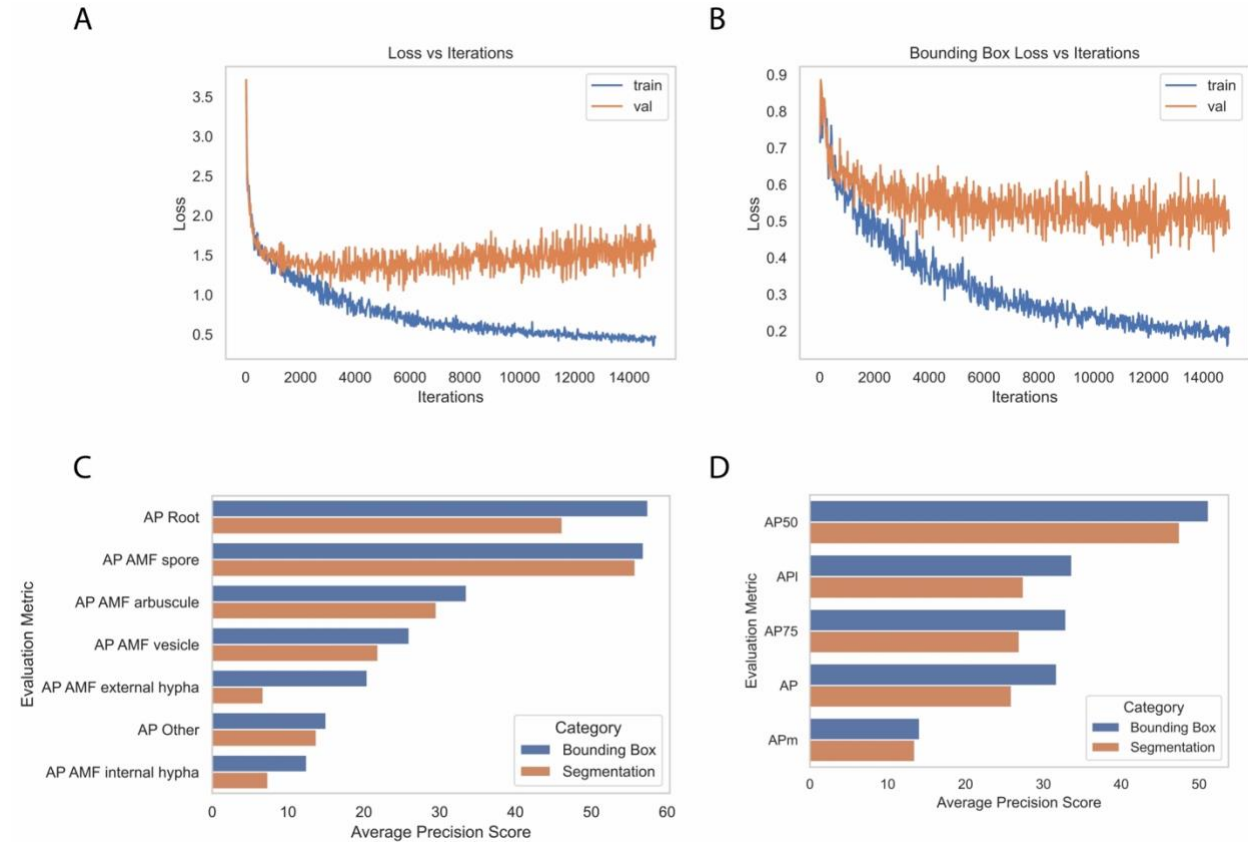 A
Loss vs Iterations
train
val
Loss
3.5
3.0
2.5
2.0
1.5
1.0
0.5
0 2000 4000 6000 8000 10000 12000 14000
Iterations
B
Bounding Box Loss vs Iterations
train
val
Loss
0.9
0.8
0.7
0.6
0.5
0.4
0.3
0.2
0 2000 4000 6000 8000 10000 12000 14000
Iterations
C
Evaluation Metric
AP Root
AP AMF spore
AP AMF arbuscule
AP AMF vesicle
AP AMF external hypha
AP Other
AP AMF internal hypha
Category
Bounding Box
Segmentation
0 10 20 30 40 50 60
Average Precision Score
D
Evaluation Metric
AP50
APl
AP75
AP
APm
Category
Bounding Box
Segmentation
0 10 20 30 40 50
Average Precision Score